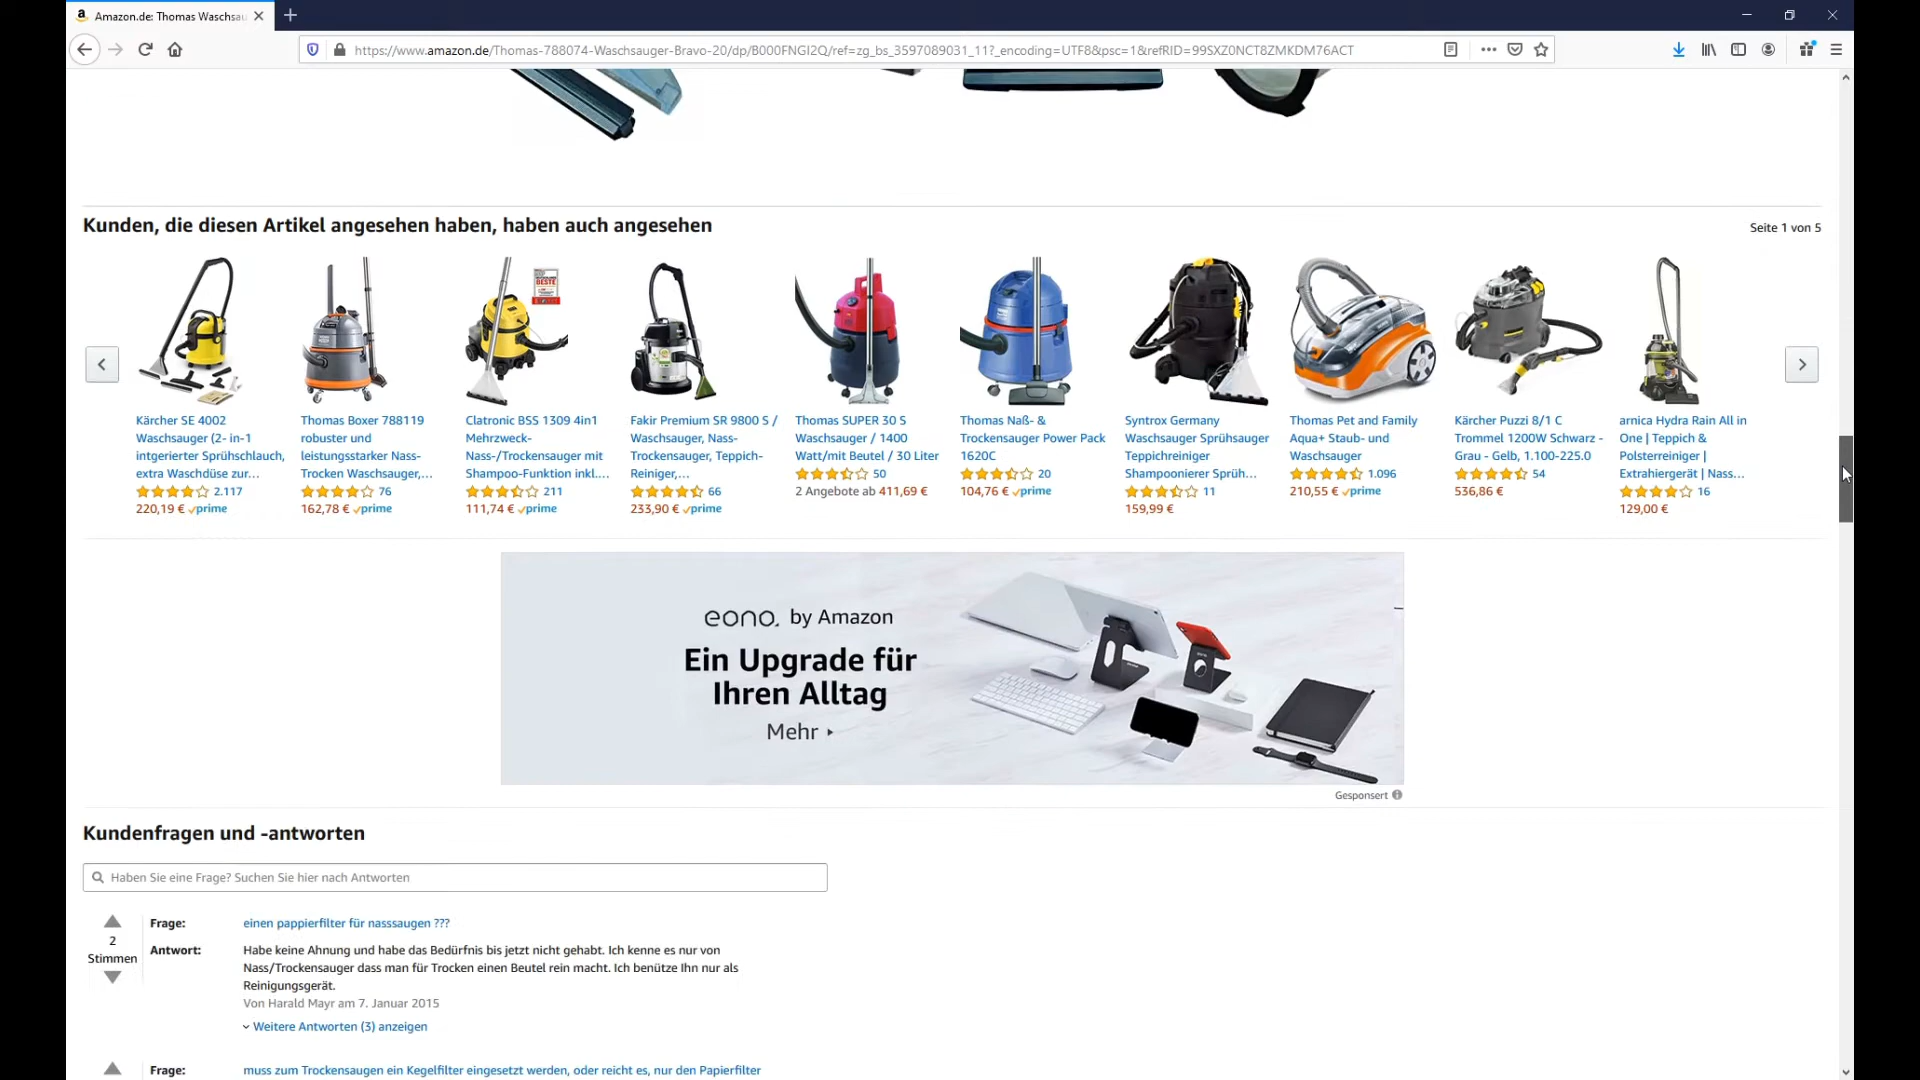 Amazon.de: Thomas Waschsau
https://www.amazon.de/Thomas-788074-Waschsauger-Bravo-20/dp/B000FNGI2Q/ref=zg_bs_3597089031_11?_encoding=UTF8&psc=1&refRID=99SXZ0NCT8ZMKDM76ACT
Kunden, die diesen Artikel angesehen haben, haben auch angesehen
Seite 1 von 5
Kärcher SE 4002
Waschsauger (2- in-1
intgerierter Sprühschlauch,
extra Waschdüse zur...
2.117
220,19 € prime
Thomas Boxer 788119
robuster und
leistungsstarker Nass-
Trocken Waschsauger,...
76
162,78 € prime
Clatronic BSS 1309 4in1
Mehrzweck-
Nass-/Trockensauger mit
Shampoo-Funktion inkl....
211
111,74 € prime
Fakir Premium SR 9800 S /
Waschsauger, Nass-
Trockensauger, Teppich-
Reiniger,...
66
233,90 € prime
Thomas SUPER 30 S
Waschsauger / 1400
Watt/mit Beutel / 30 Liter
50
2 Angebote ab 411,69 €
Thomas Naß- &
Trockensauger Power Pack
1620C
20
104,76 € prime
Syntrox Germany
Waschsauger Sprühsauger
Teppichreiniger
Shampoonierer Sprüh...
11
159,99 €
Thomas Pet and Family
Aqua+ Staub- und
Waschsauger
1.096
210,55 € prime
Kärcher Puzzi 8/1 C
Trommel 1200W Schwarz -
Grau - Gelb, 1.100-225.0
54
536,86 €
arnica Hydra Rain All in
One | Teppich &
Polsterreiniger |
Extrahiergerät | Nass...
16
129,00 €
eono. by Amazon
Ein Upgrade für
Ihren Alltag
Mehr
Gesponsert
Kundenfragen und -antworten
Haben Sie eine Frage? Suchen Sie hier nach Antworten
2
Stimmen
Frage: einen pappierfilter für nasssaugen ???
Antwort: Habe keine Ahnung und habe das Bedürfnis bis jetzt nicht gehabt. Ich kenne es nur von
Nass/Trockensauger dass man für Trocken einen Beutel rein macht. Ich benütze Ihn nur als
Reinigungsgerät.
Von Harald Mayr am 7. Januar 2015
Weitere Antworten (3) anzeigen
Frage: muss zum Trockensaugen ein Kegelfilter eingesetzt werden, oder reicht es, nur den Papierfilter